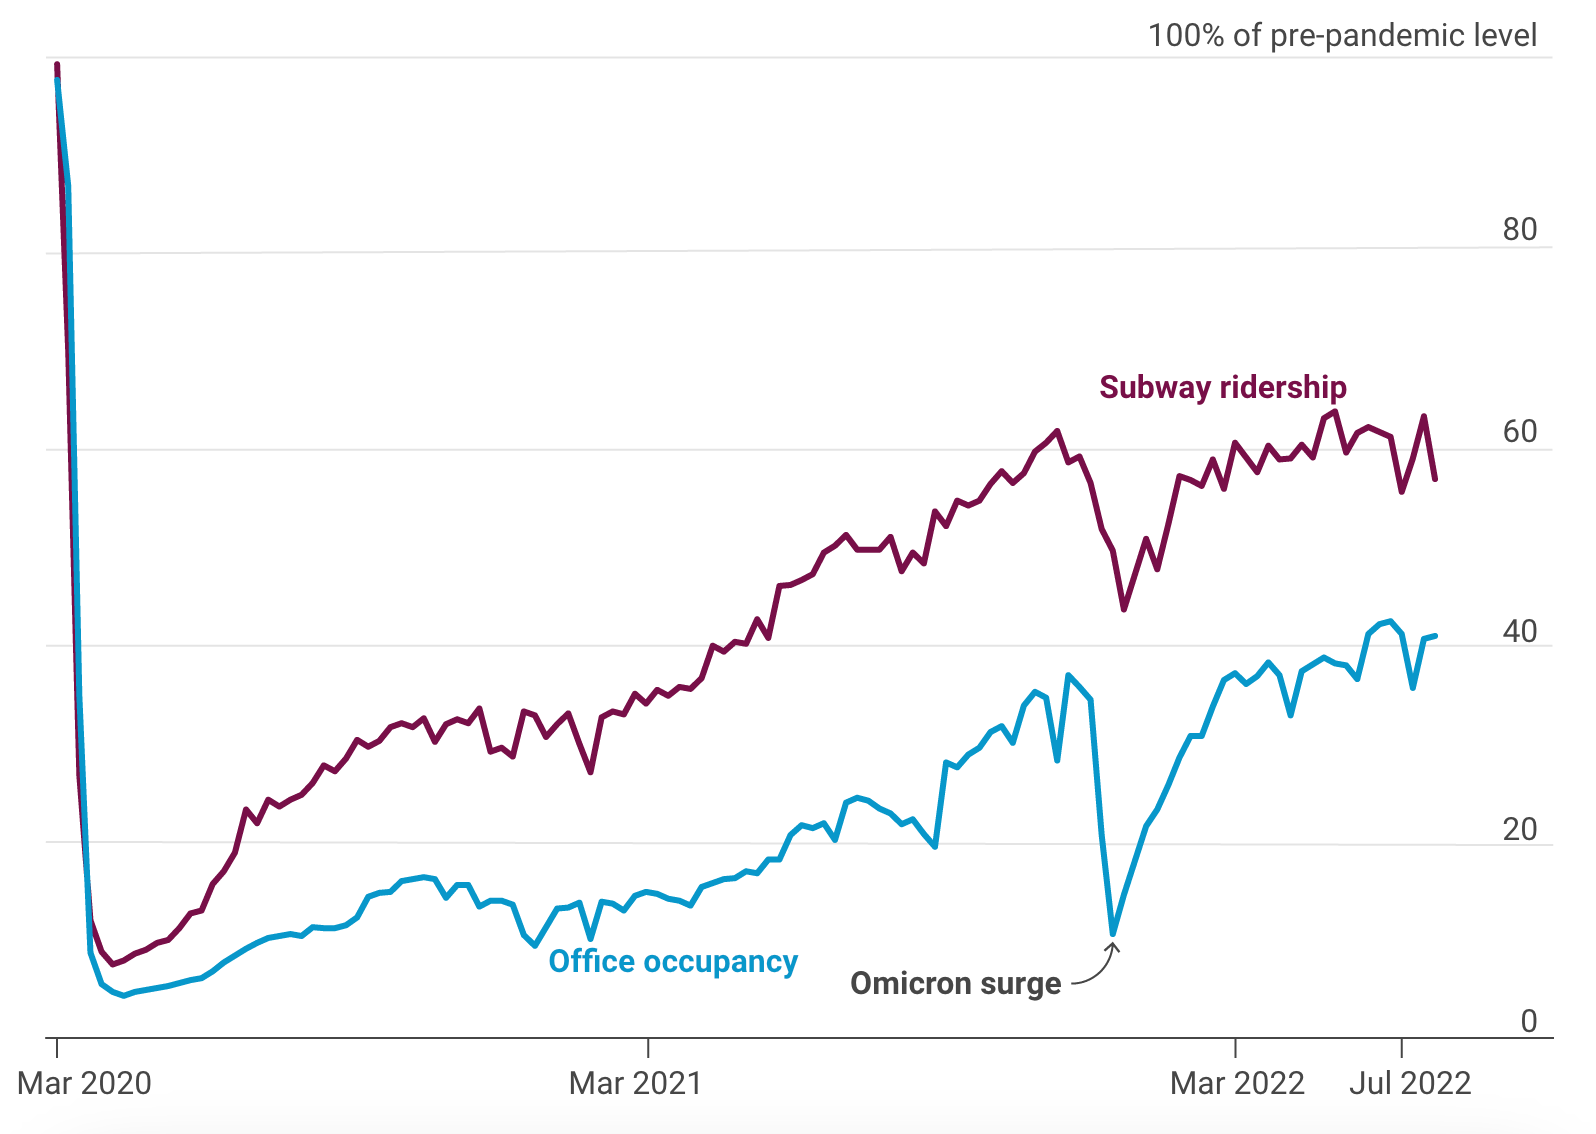 100% of pre-pandemic level
80
Subway ridership
60
40
20
Office occupancy
Omicron surge
0
Mar 2020
Mar 2021
Mar 2022
Jul 2022